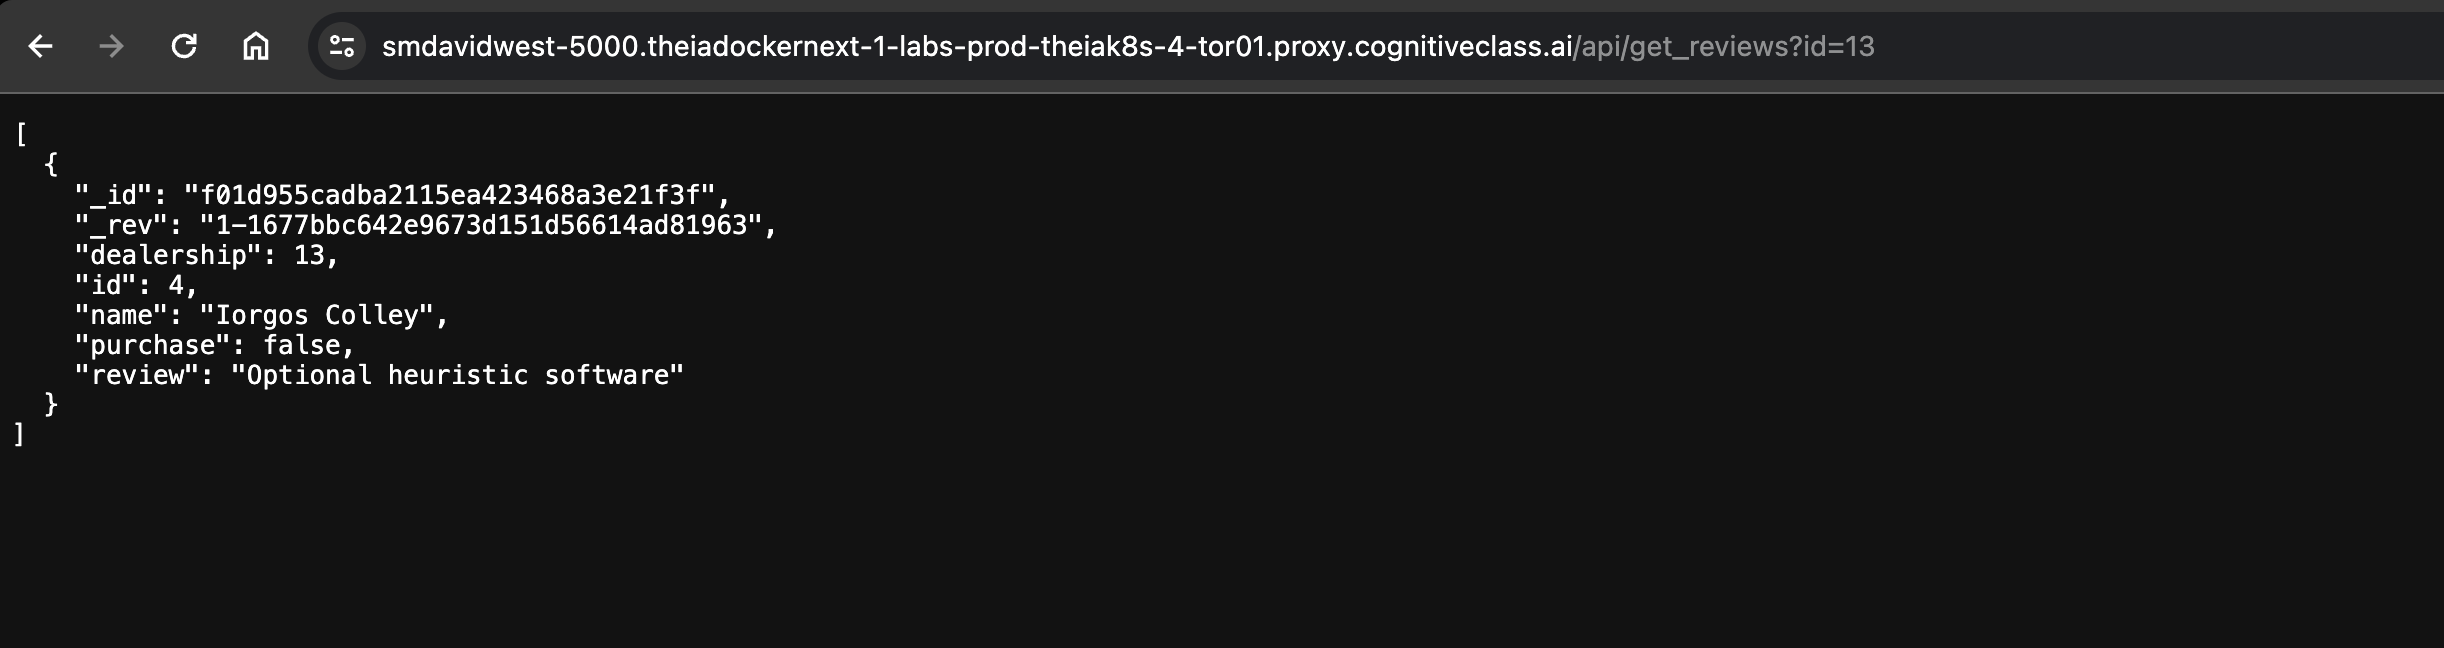 smdavidwest-5000.theiadockernext-1-labs-prod-theiak8s-4-tor01.proxy.cognitiveclass.ai/api/get_reviews?id=13
[
  {
    "_id": "f01d955cadba2115ea423468a3e21f3f",
    "_rev": "1-1677bbc642e9673d151d56614ad81963",
    "dealership": 13,
    "id": 4,
    "name": "Iorgos Colley",
    "purchase": false,
    "review": "Optional heuristic software"
  }
]